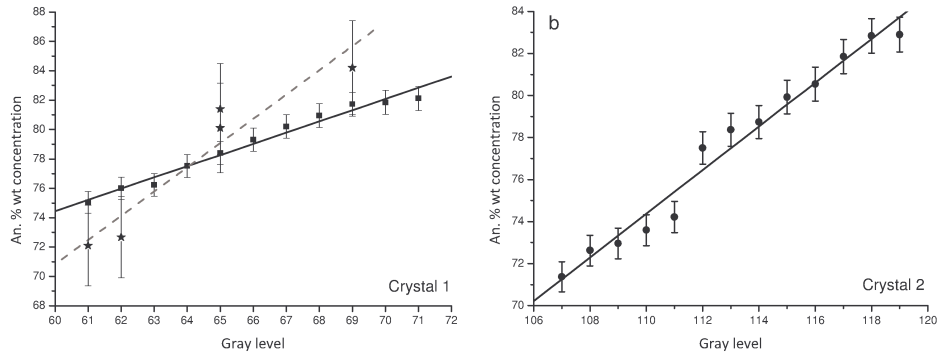 88
86
84
82
80
78
76
74
72
70
68
An. % wt concentration
60 61 62 63 64 65 66 67 68 69 70 71 72
Gray level
Crystal 1
b
84
82
80
78
76
74
72
70
An. % wt concentration
106 108 110 112 114 116 118 120
Gray level
Crystal 2